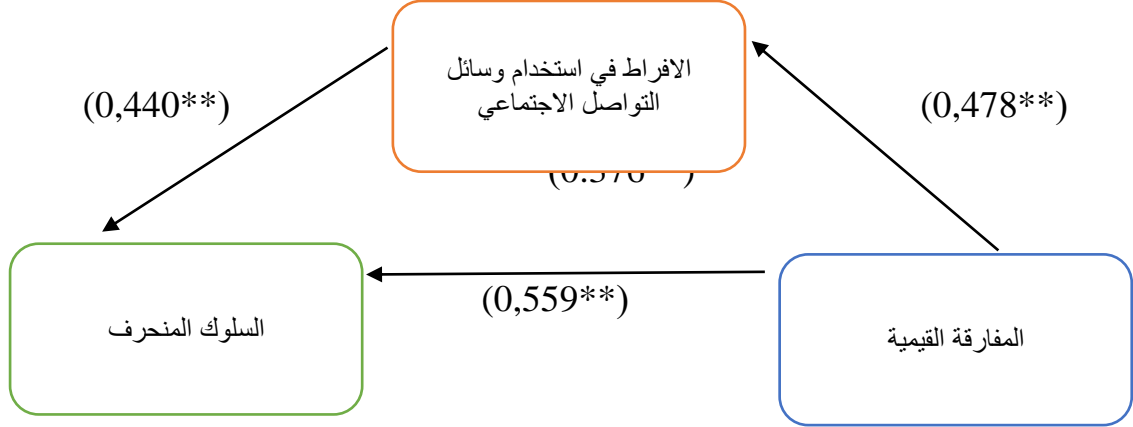 الافراط في استخدام وسائل
التواصل الاجتماعي
(0,478**)
(0,440**)
(0,559**)
المفارقة القيمية
السلوك المنحرف